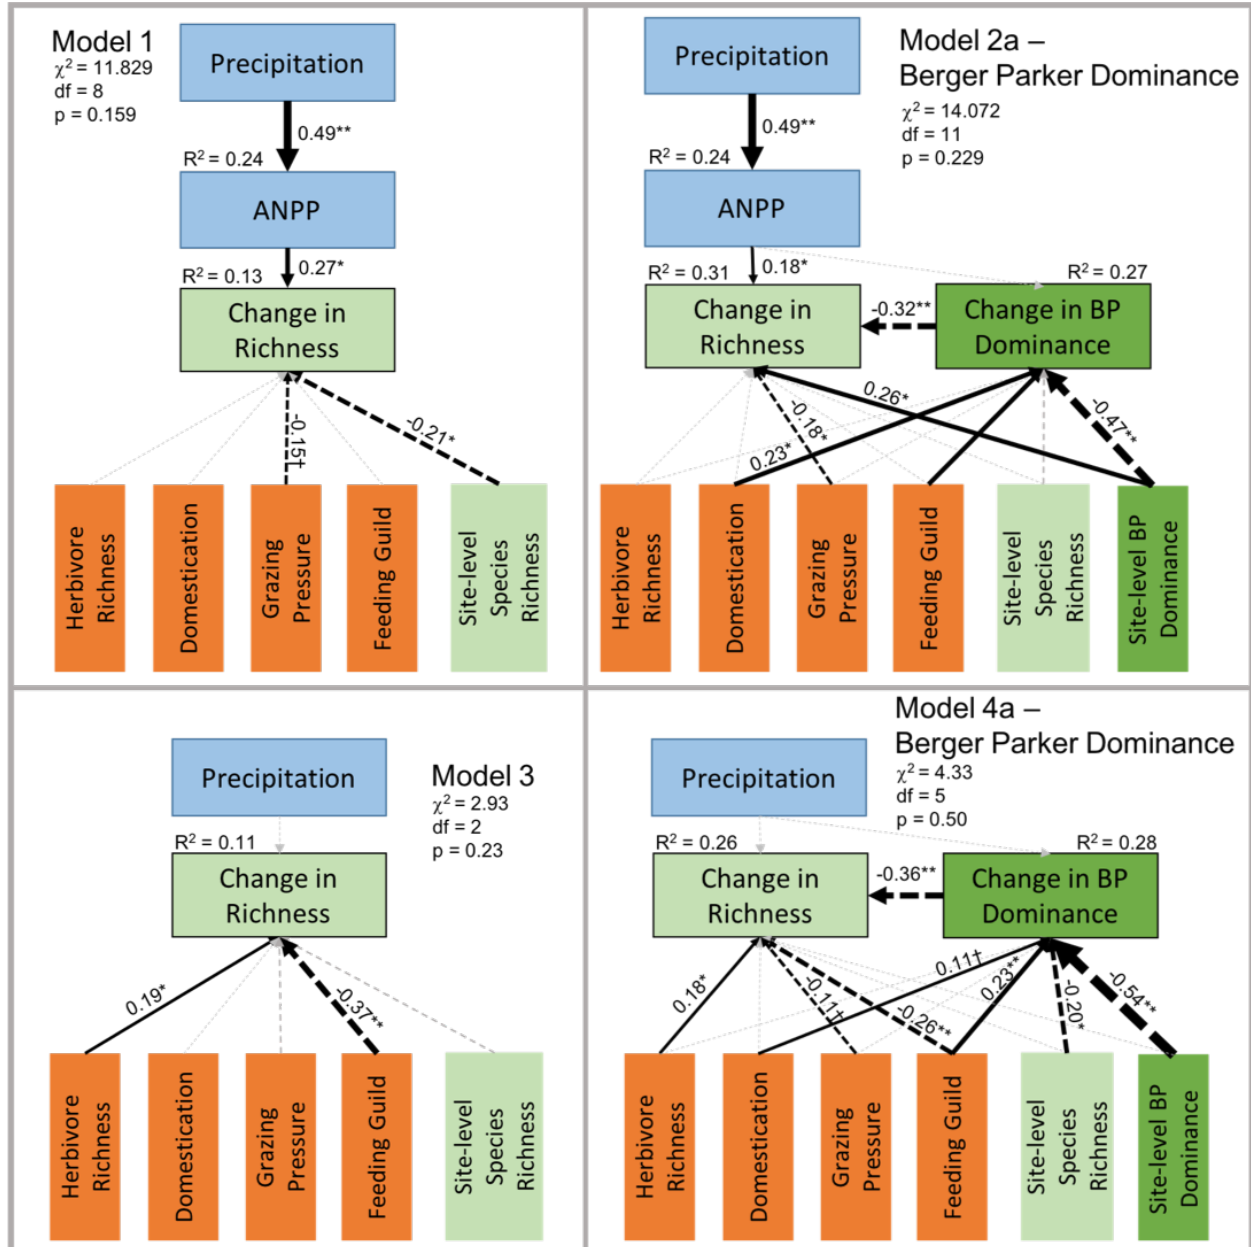 Model 1
χ² = 11.829
df = 8
p = 0.159
Precipitation
0.49**
R² = 0.24
ANPP
R² = 0.13
0.27*
Change in
Richness
-0.15†
-0.21*
Herbivore
Richness
Domestication
Grazing
Pressure
Feeding Guild
Site-level
Species
Richness
Model 2a –
Berger Parker Dominance
χ² = 14.072
df = 11
p = 0.229
Precipitation
0.49**
R² = 0.24
ANPP
R² = 0.31
0.18*
R² = 0.27
Change in
Richness
-0.32**
Change in BP
Dominance
0.26*
-0.18*
0.23*
-0.47**
Herbivore
Richness
Domestication
Grazing
Pressure
Feeding Guild
Site-level
Species
Richness
Site-level BP
Dominance
Model 3
χ² = 2.93
df = 2
p = 0.23
Precipitation
R² = 0.11
Change in
Richness
0.19*
-0.37**
Herbivore
Richness
Domestication
Grazing
Pressure
Feeding Guild
Site-level
Species
Richness
Model 4a –
Berger Parker Dominance
χ² = 4.33
df = 5
p = 0.50
Precipitation
R² = 0.26
R² = 0.28
Change in
Richness
-0.36**
Change in BP
Dominance
0.18*
-0.11†
-0.26**
0.11†
0.23**
-0.20*
-0.54**
Herbivore
Richness
Domestication
Grazing
Pressure
Feeding Guild
Site-level
Species
Richness
Site-level BP
Dominance